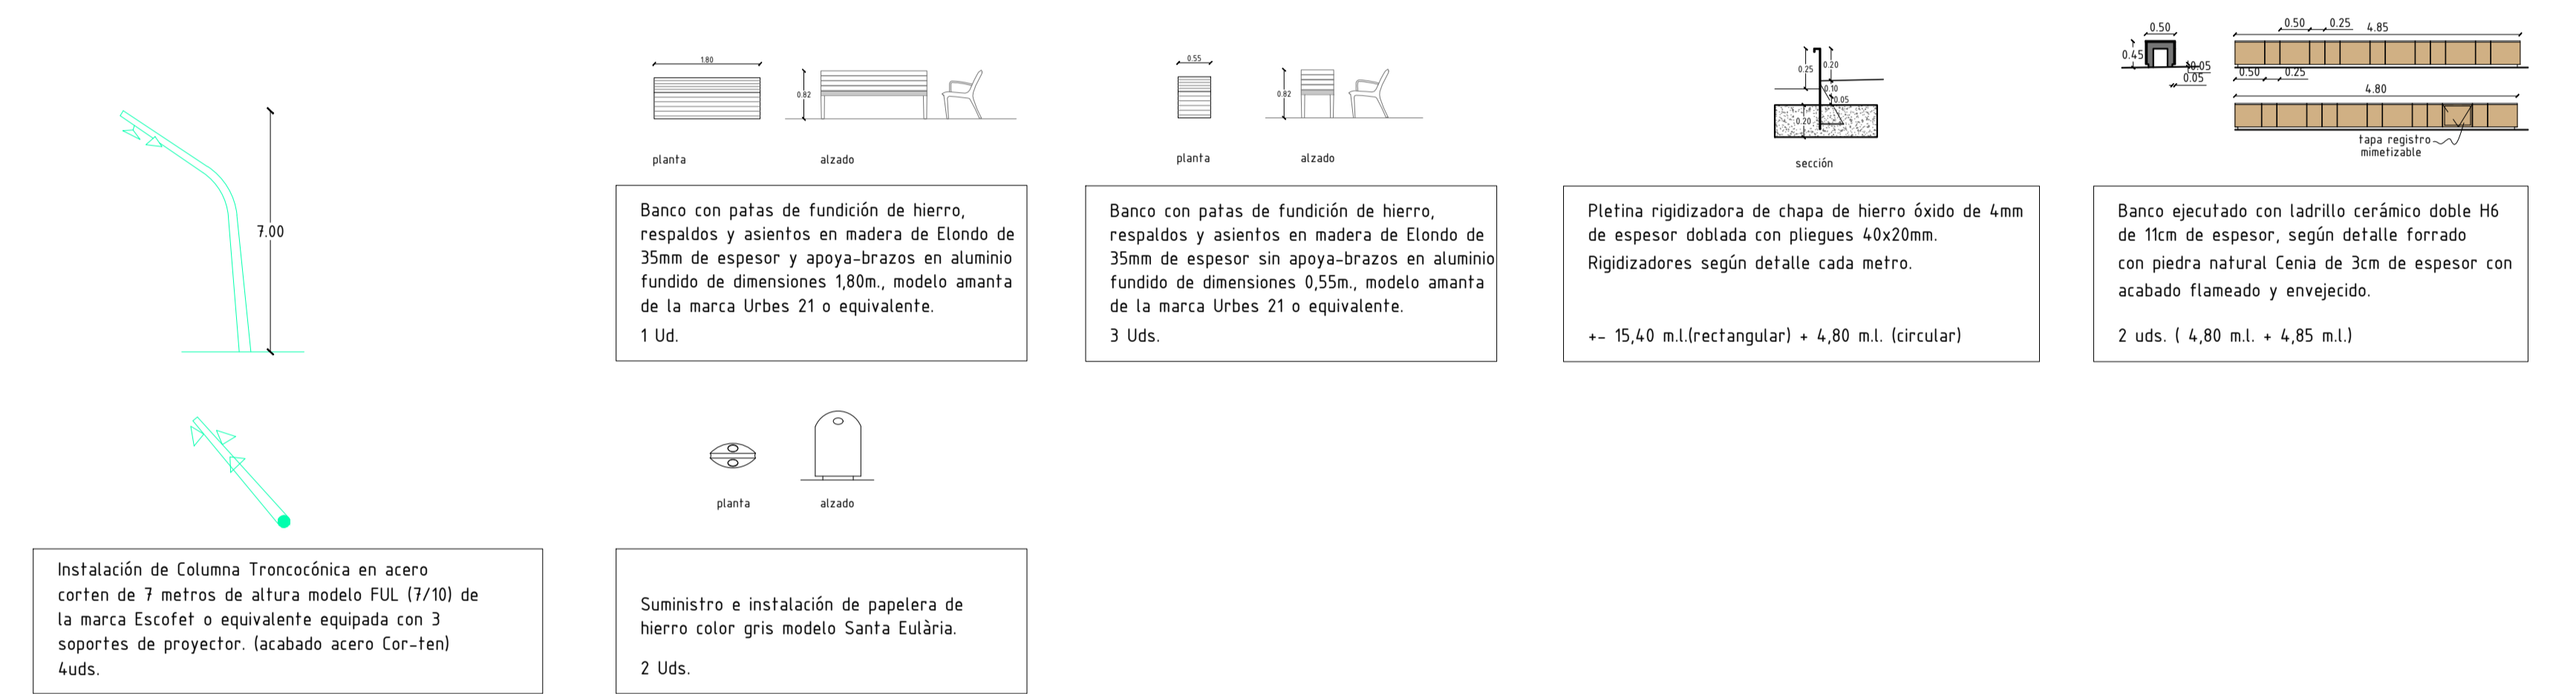 7.00
Instalación de Columna Troncocónica en acero
corten de 7 metros de altura modelo FUL (7/10) de
la marca Escofet o equivalente equipada con 3
soportes de proyector. (acabado acero Cor-ten)
4uds.
1.80
0.82
planta
alzado
Banco con patas de fundición de hierro,
respaldos y asientos en madera de Elondo de
35mm de espesor y apoya-brazos en aluminio
fundido de dimensiones 1,80m., modelo amanta
de la marca Urbes 21 o equivalente.
1 Ud.
planta
alzado
Suministro e instalación de papelera de
hierro color gris modelo Santa Eulària.
2 Uds.
0.55
0.82
planta
alzado
Banco con patas de fundición de hierro,
respaldos y asientos en madera de Elondo de
35mm de espesor sin apoya-brazos en aluminio
fundido de dimensiones 0,55m., modelo amanta
de la marca Urbes 21 o equivalente.
3 Uds.
0.25
0.20
0.10
0.05
0.20
sección
Pletina rigidizadora de chapa de hierro óxido de 4mm
de espesor doblada con pliegues 40x20mm.
Rigidizadores según detalle cada metro.
+- 15,40 m.l.(rectangular) + 4,80 m.l. (circular)
0.50
0.45
0.05
0.05
0.50
0.25
4.85
0.50
0.25
4.80
tapa registro
mimetizable
Banco ejecutado con ladrillo cerámico doble H6
de 11cm de espesor, según detalle forrado
con piedra natural Cenia de 3cm de espesor con
acabado flameado y envejecido.
2 uds. ( 4,80 m.l. + 4,85 m.l.)